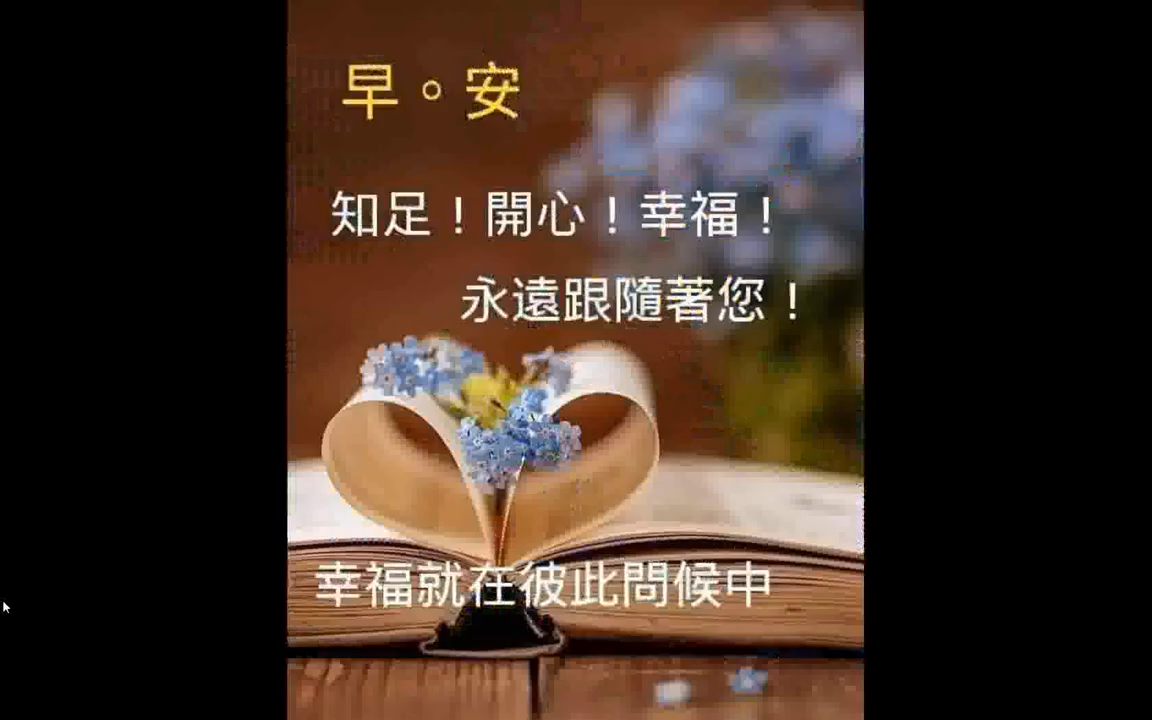 早。安
知足！開心！幸福！
永遠跟隨著您！
幸福就在彼此問候中